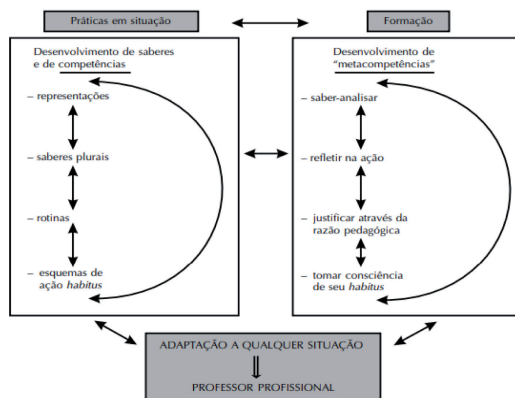 Práticas em situação
Formação
Desenvolvimento de saberes
e de competências
– representações
– saberes plurais
– rotinas
– esquemas de
ação habitus
Desenvolvimento de
“metacompetências”
– saber-analisar
– refletir na ação
– justificar através da
razão pedagógica
– tomar consciência
de seu habitus
ADAPTAÇÃO A QUALQUER SITUAÇÃO
PROFESSOR PROFISSIONAL